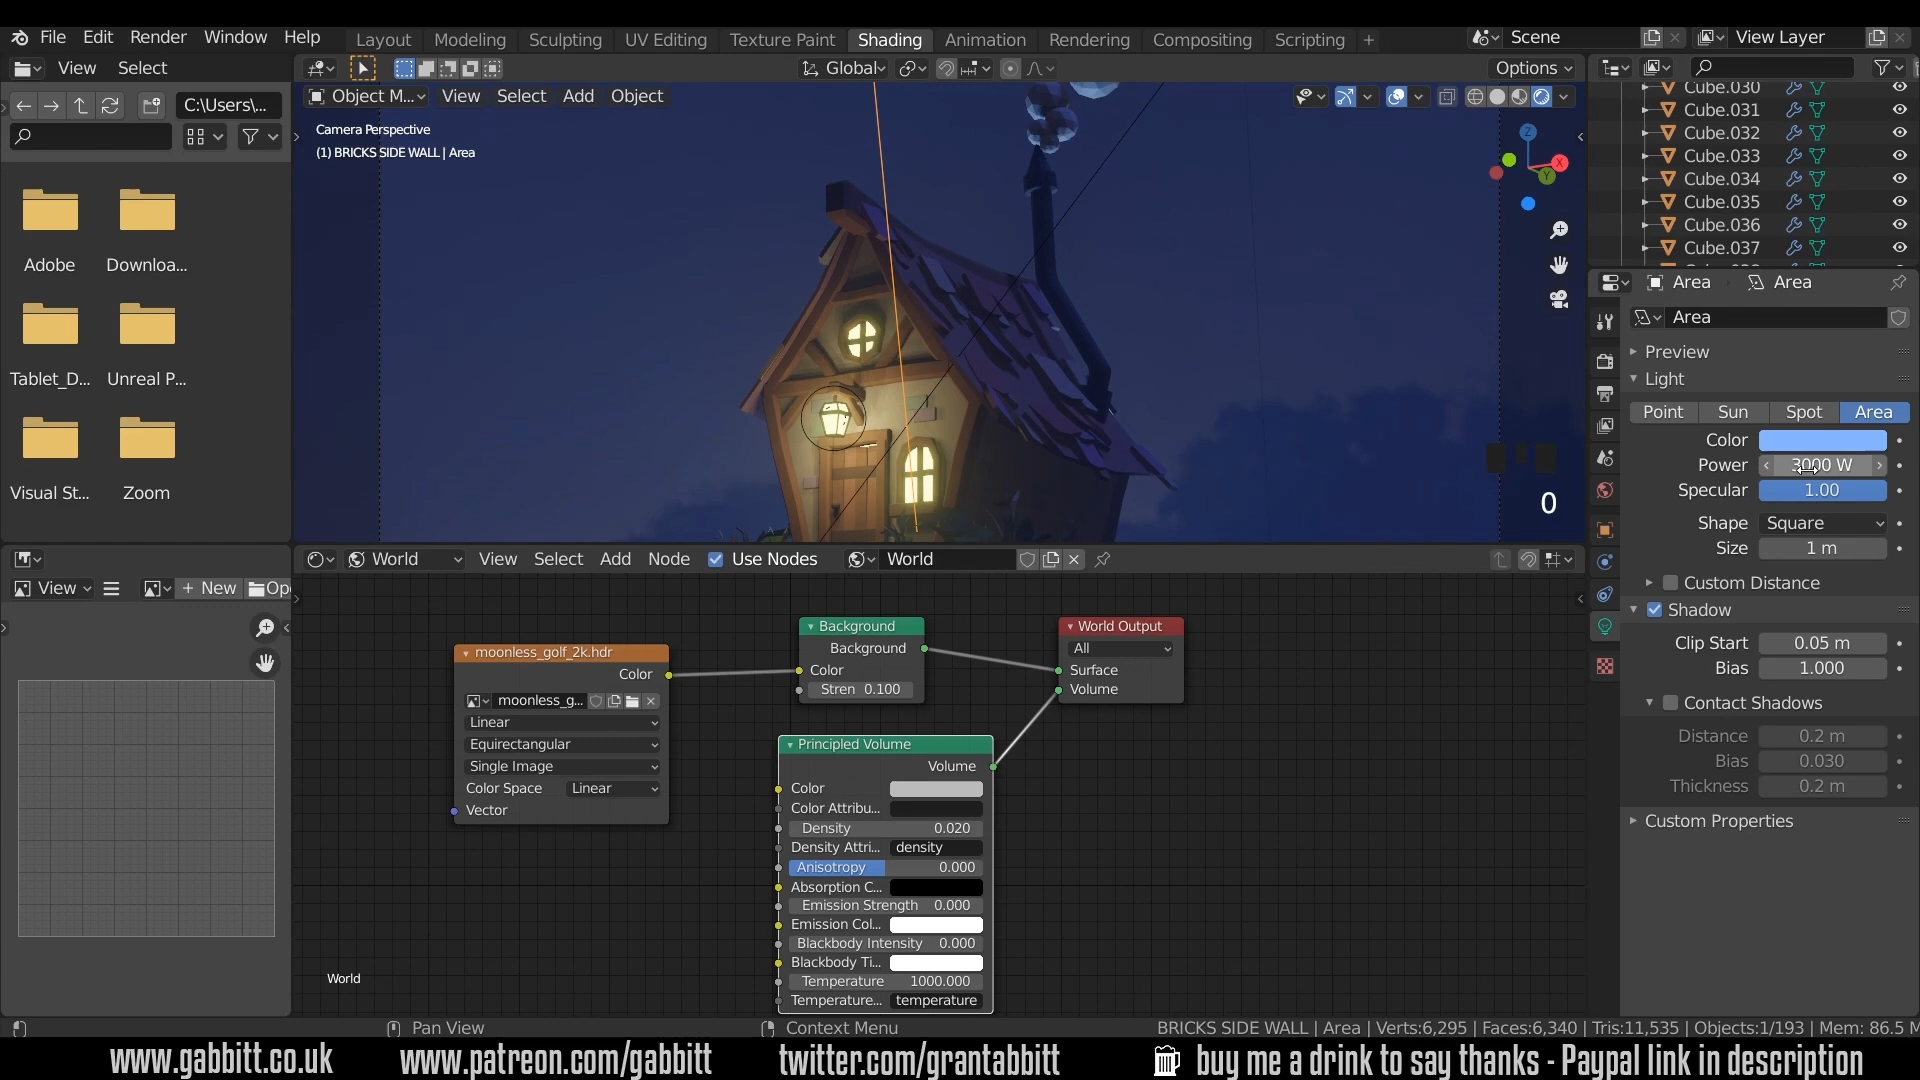 File Edit Render Window Help
Layout Modeling Sculpting UV Editing Texture Paint Shading Animation Rendering Compositing Scripting +
Scene View Layer
View Select
Global
Options
C:\Users\...
Object M... View Select Add Object
Camera Perspective
(1) BRICKS SIDE WALL | Area
Adobe Downloa...
Tablet_D... Unreal P...
Visual St... Zoom
Z
X
Y
0
Cube.030
Cube.031
Cube.032
Cube.033
Cube.034
Cube.035
Cube.036
Cube.037
Area Area
Area
Preview
Light
Point Sun Spot Area
Color
Power 3000 W
Specular 1.00
Shape Square
Size 1 m
Custom Distance
Shadow
Clip Start 0.05 m
Bias 1.000
Contact Shadows
Distance 0.2 m
Bias 0.030
Thickness 0.2 m
Custom Properties
View + New Ope
World View Select Add Node Use Nodes World
moonless_golf_2k.hdr
Color
moonless_g...
Linear
Equirectangular
Single Image
Color Space Linear
Vector
Background
Background
Color
Stren 0.100
World Output
All
Surface
Volume
Principled Volume
Volume
Color
Color Attribu...
Density 0.020
Density Attri... density
Anisotropy 0.000
Absorption C...
Emission Strength 0.000
Emission Col...
Blackbody Intensity 0.000
Blackbody Ti...
Temperature 1000.000
Temperature... temperature
World
Pan View
Context Menu
BRICKS SIDE WALL | Area | Verts:6,295 | Faces:6,340 | Tris:11,535 | Objects:1/193 | Mem: 86.5 M
www.gabbitt.co.uk www.patreon.com/gabbitt twitter.com/grantabbitt buy me a drink to say thanks - Paypal link in description